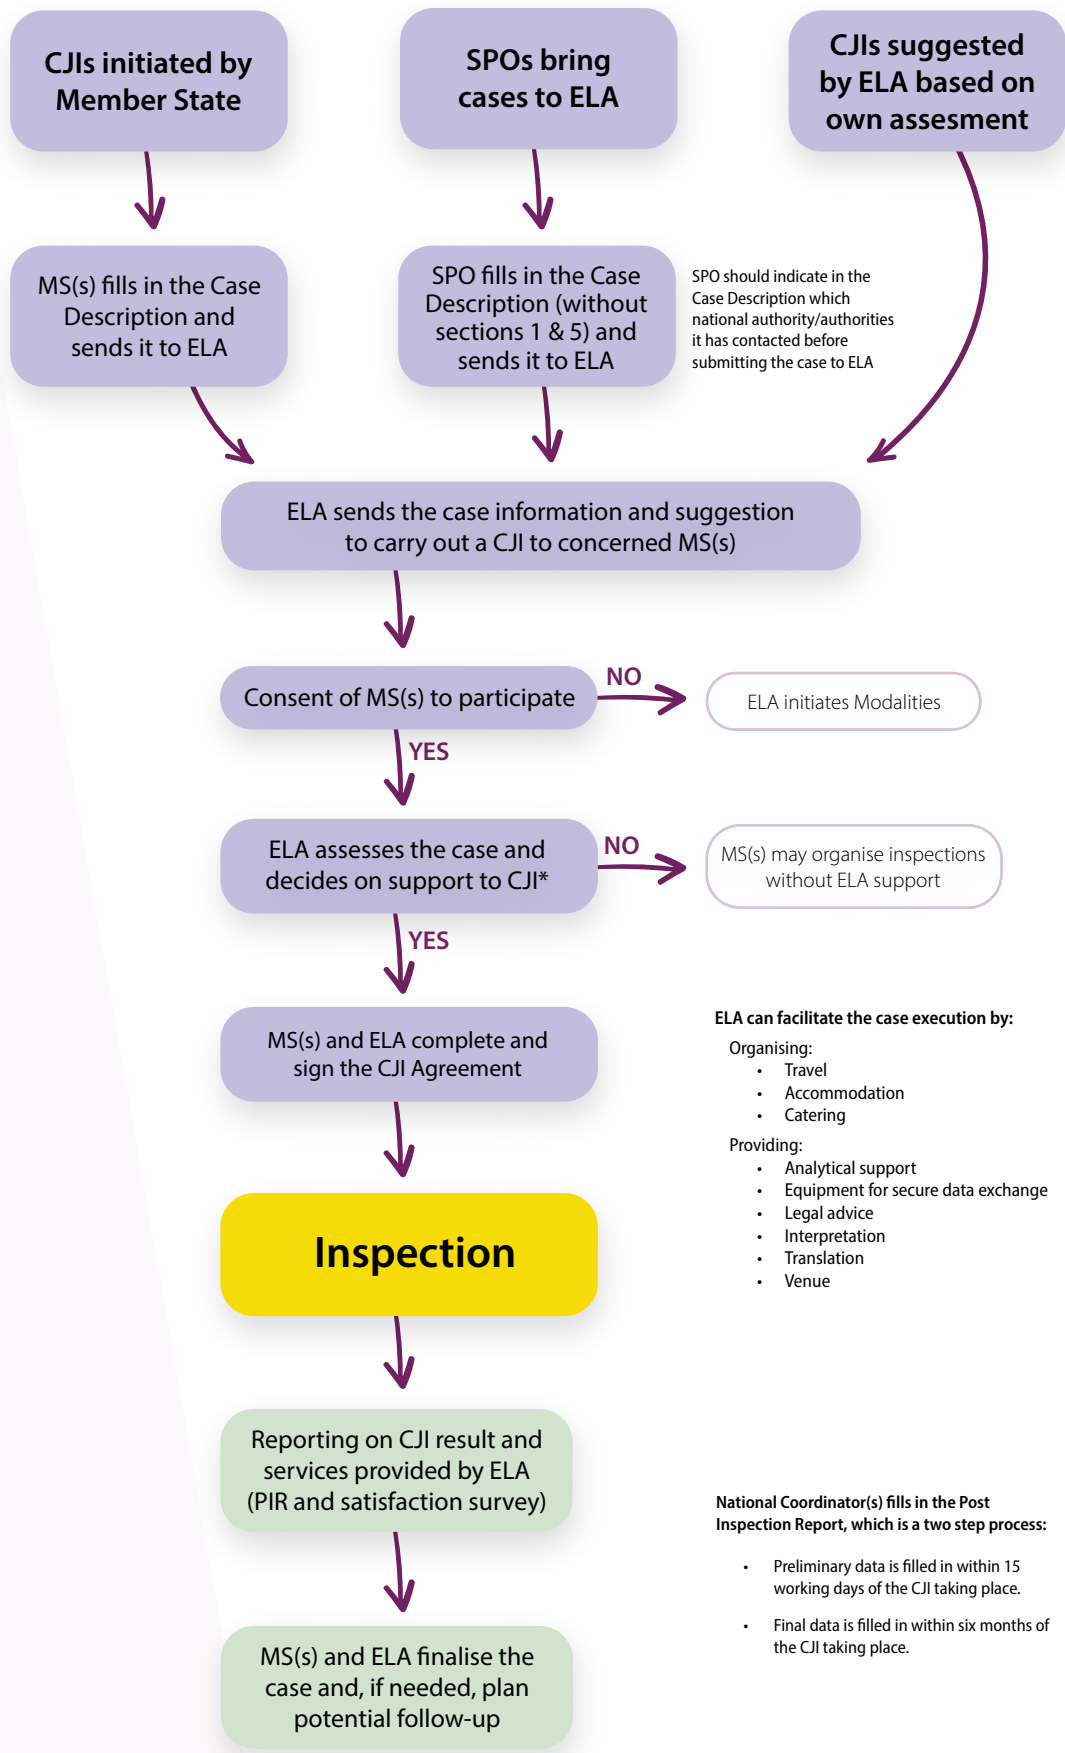 CJIs initiated by
Member State
SPOs bring
cases to ELA
CJIs suggested
by ELA based on
own assesment
MS(s) fills in the Case
Description and
sends it to ELA
SPO fills in the Case
Description (without
sections 1 & 5) and
sends it to ELA
SPO should indicate in the
Case Description which
national authority/authorities
it has contacted before
submitting the case to ELA
ELA sends the case information and suggestion
to carry out a CJI to concerned MS(s)
Consent of MS(s) to participate
NO
ELA initiates Modalities
YES
ELA assesses the case and
decides on support to CJI*
NO
MS(s) may organise inspections
without ELA support
YES
MS(s) and ELA complete and
sign the CJI Agreement
ELA can facilitate the case execution by:
Organising:
• Travel
• Accommodation
• Catering
Providing:
• Analytical support
• Equipment for secure data exchange
• Legal advice
• Interpretation
• Translation
• Venue
Inspection
Reporting on CJI result and
services provided by ELA
(PIR and satisfaction survey)
National Coordinator(s) fills in the Post
Inspection Report, which is a two step process:
• Preliminary data is filled in within 15
working days of the CJI taking place.
• Final data is filled in within six months of
the CJI taking place.
MS(s) and ELA finalise the
case and, if needed, plan
potential follow-up